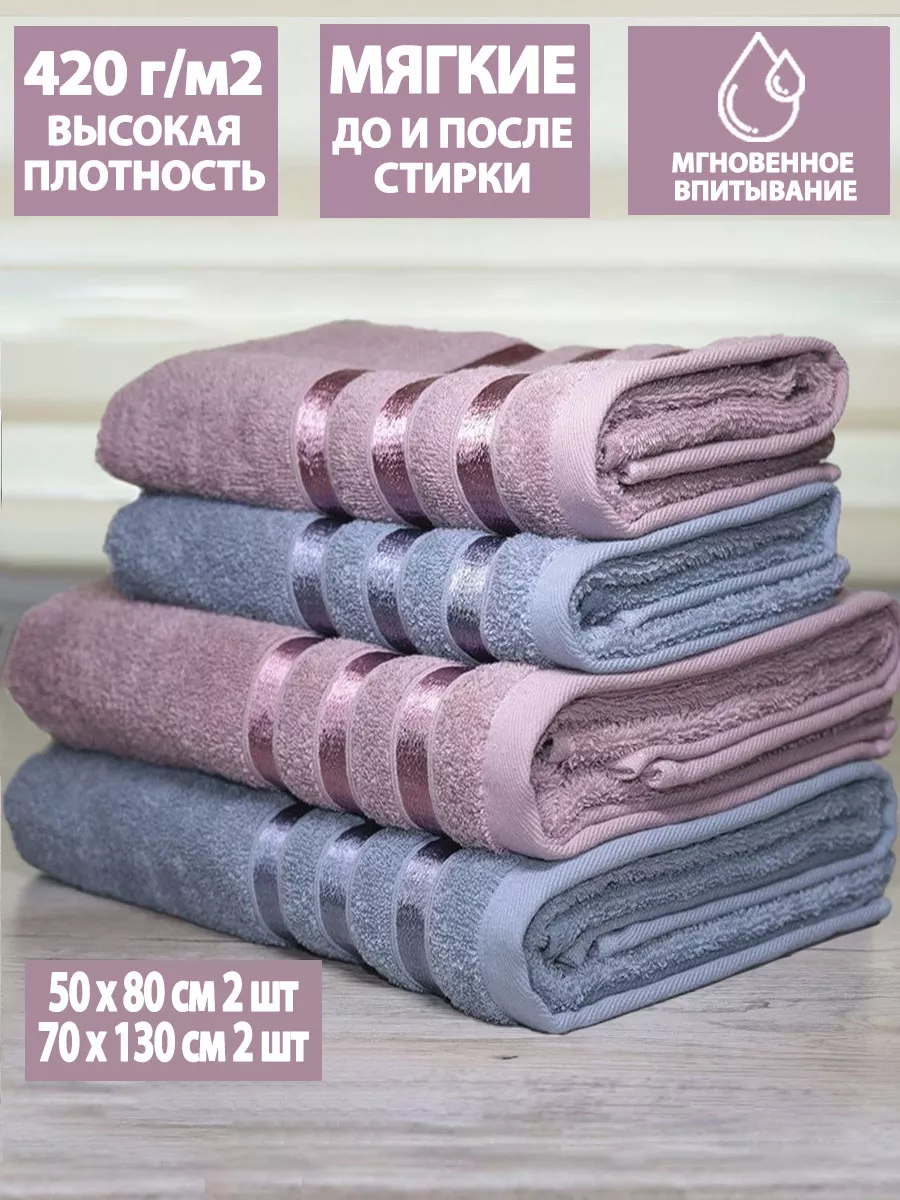 420 г/м2
ВЫСОКАЯ
ПЛОТНОСТЬ
МЯГКИЕ
ДО И ПОСЛЕ
СТИРКИ
МГНОВЕННОЕ
ВПИТЫВАНИЕ
50 х 80 см 2 шт
70 х 130 см 2 шт